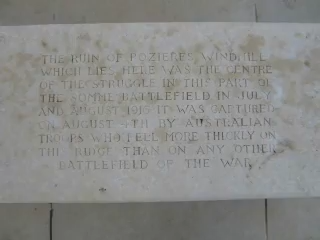 THE RUIN OF POZIERES WINDMILL
WHICH LIES HERE WAS THE CENTRE
OF THE STRUGGLE IN THIS PART OF
THE SOMME BATTLEFIELD IN JULY
AND AUGUST 1916. IT WAS CAPTURED
ON AUGUST 4TH BY AUSTRALIAN
TROOPS WHO FELL MORE THICKLY ON
THIS RIDGE THAN ON ANY OTHER
BATTLEFIELD OF THE WAR.